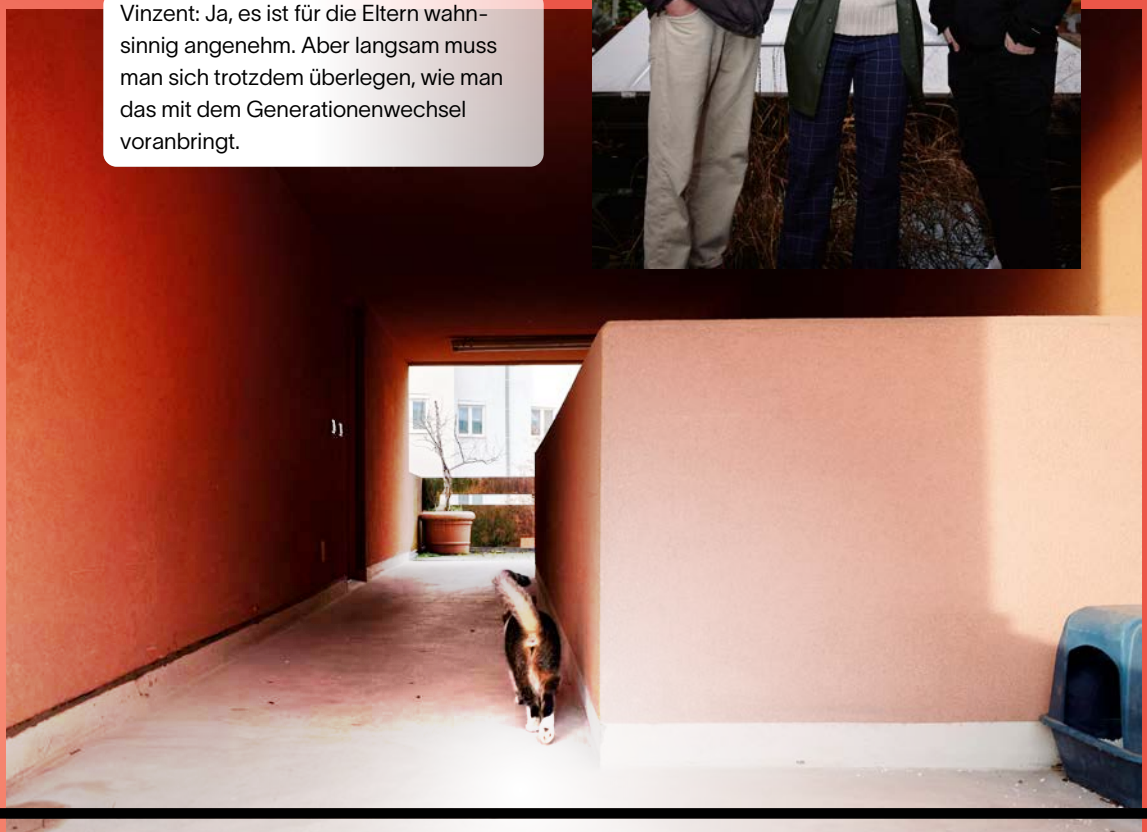 Vinzent: Ja, es ist für die Eltern wahn-
sinnig angenehm. Aber langsam muss
man sich trotzdem überlegen, wie man
das mit dem Generationenwechsel
voranbringt.